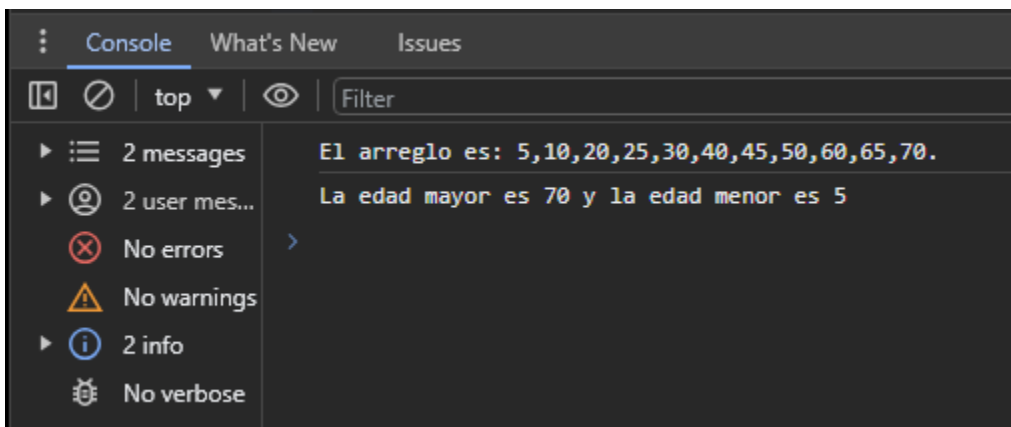 Console What's New Issues
top Filter
2 messages
2 user mes...
No errors
No warnings
2 info
No verbose
El arreglo es: 5,10,20,25,30,40,45,50,60,65,70.
La edad mayor es 70 y la edad menor es 5